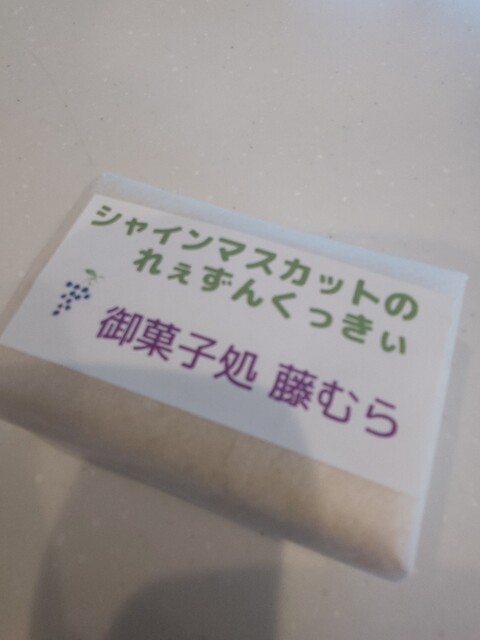 シャインマスカットの
れぇずんくっきぃ
御菓子処 藤むら